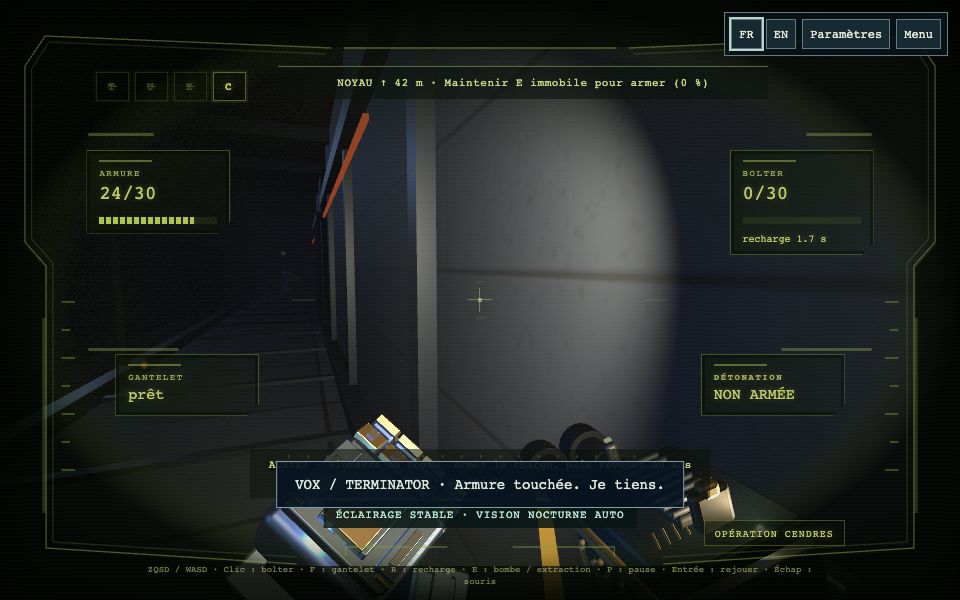 FR EN Paramètres Menu
C
NOYAU ↑ 42 m · Maintenir E immobile pour armer (0 %)
ARMURE
24/30
BOLTER
0/30
recharge 1.7 s
GANTELET
prêt
DÉTONATION
NON ARMÉE
VOX / TERMINATOR · Armure touchée. Je tiens.
ÉCLAIRAGE STABLE · VISION NOCTURNE AUTO
OPÉRATION CENDRES
ZQSD / WASD · Clic : bolter · F : gantelet · R : recharge · E : bombe / extraction · P : pause · Entrée : rejouer · Échap :
souris